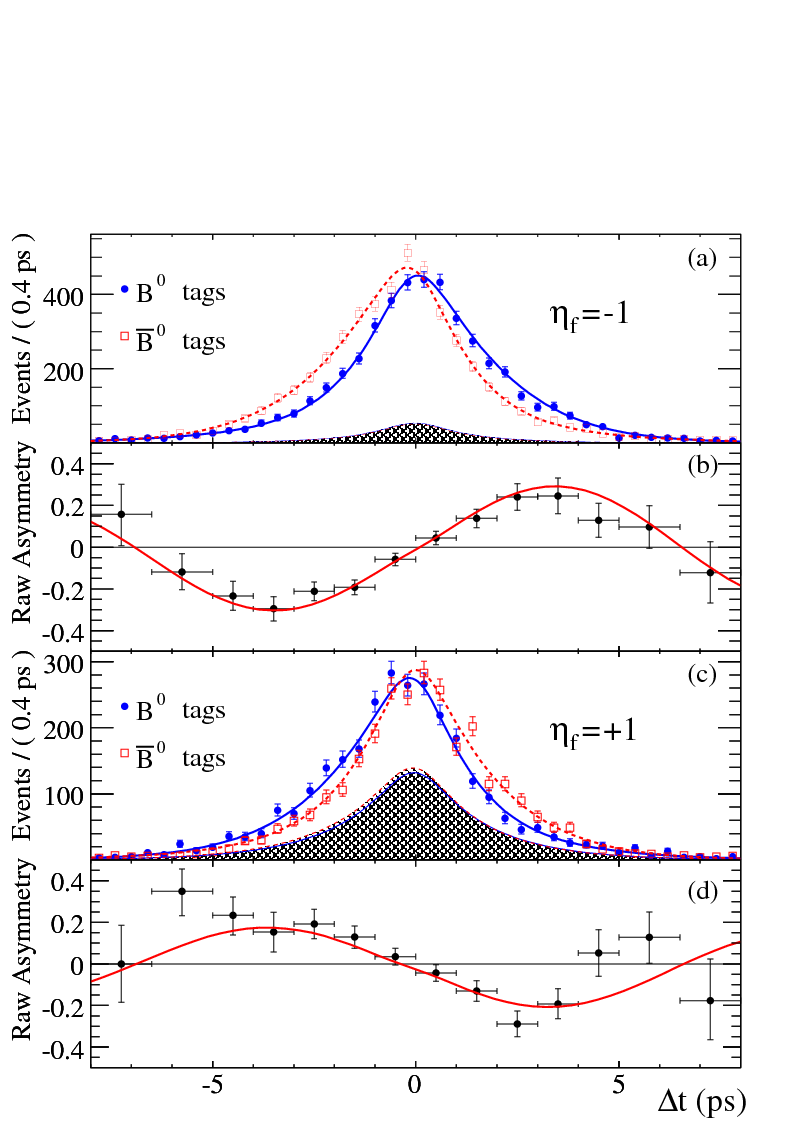 (a)
B⁰ tags
B̅⁰ tags
η_f=-1
Events / ( 0.4 ps )
400
200
(b)
Raw Asymmetry
0.4
0.2
0
-0.2
-0.4
(c)
B⁰ tags
B̅⁰ tags
η_f=+1
Events / ( 0.4 ps )
300
200
100
(d)
Raw Asymmetry
0.4
0.2
0
-0.2
-0.4
-5 0 5
Δt (ps)